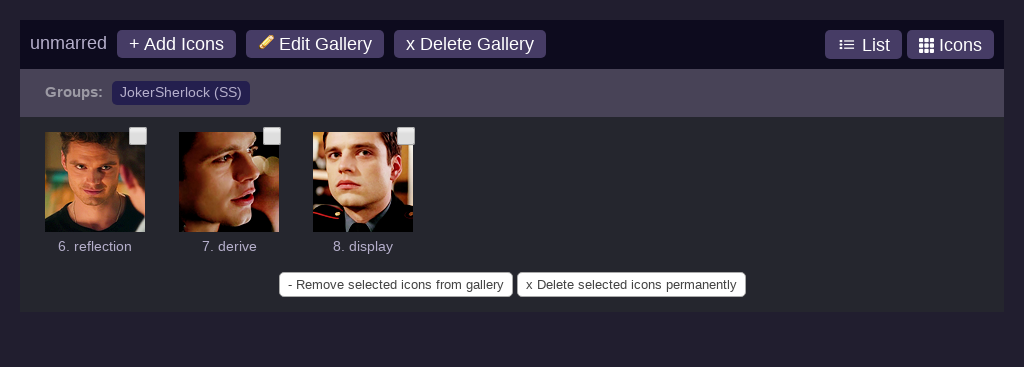 unmarred + Add Icons Edit Gallery x Delete Gallery List Icons
Groups: JokerSherlock (SS)
6. reflection 7. derive 8. display
- Remove selected icons from gallery x Delete selected icons permanently